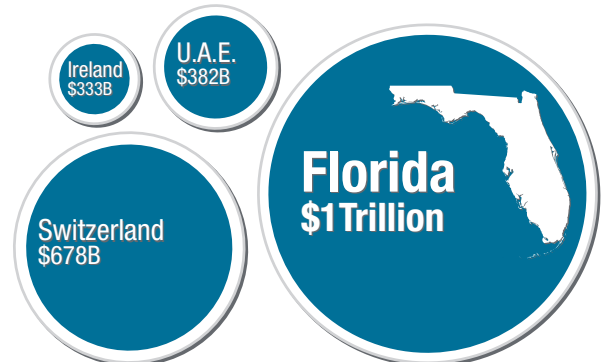 Ireland
$333B
U.A.E.
$382B
Switzerland
$678B
Florida
$1Trillion